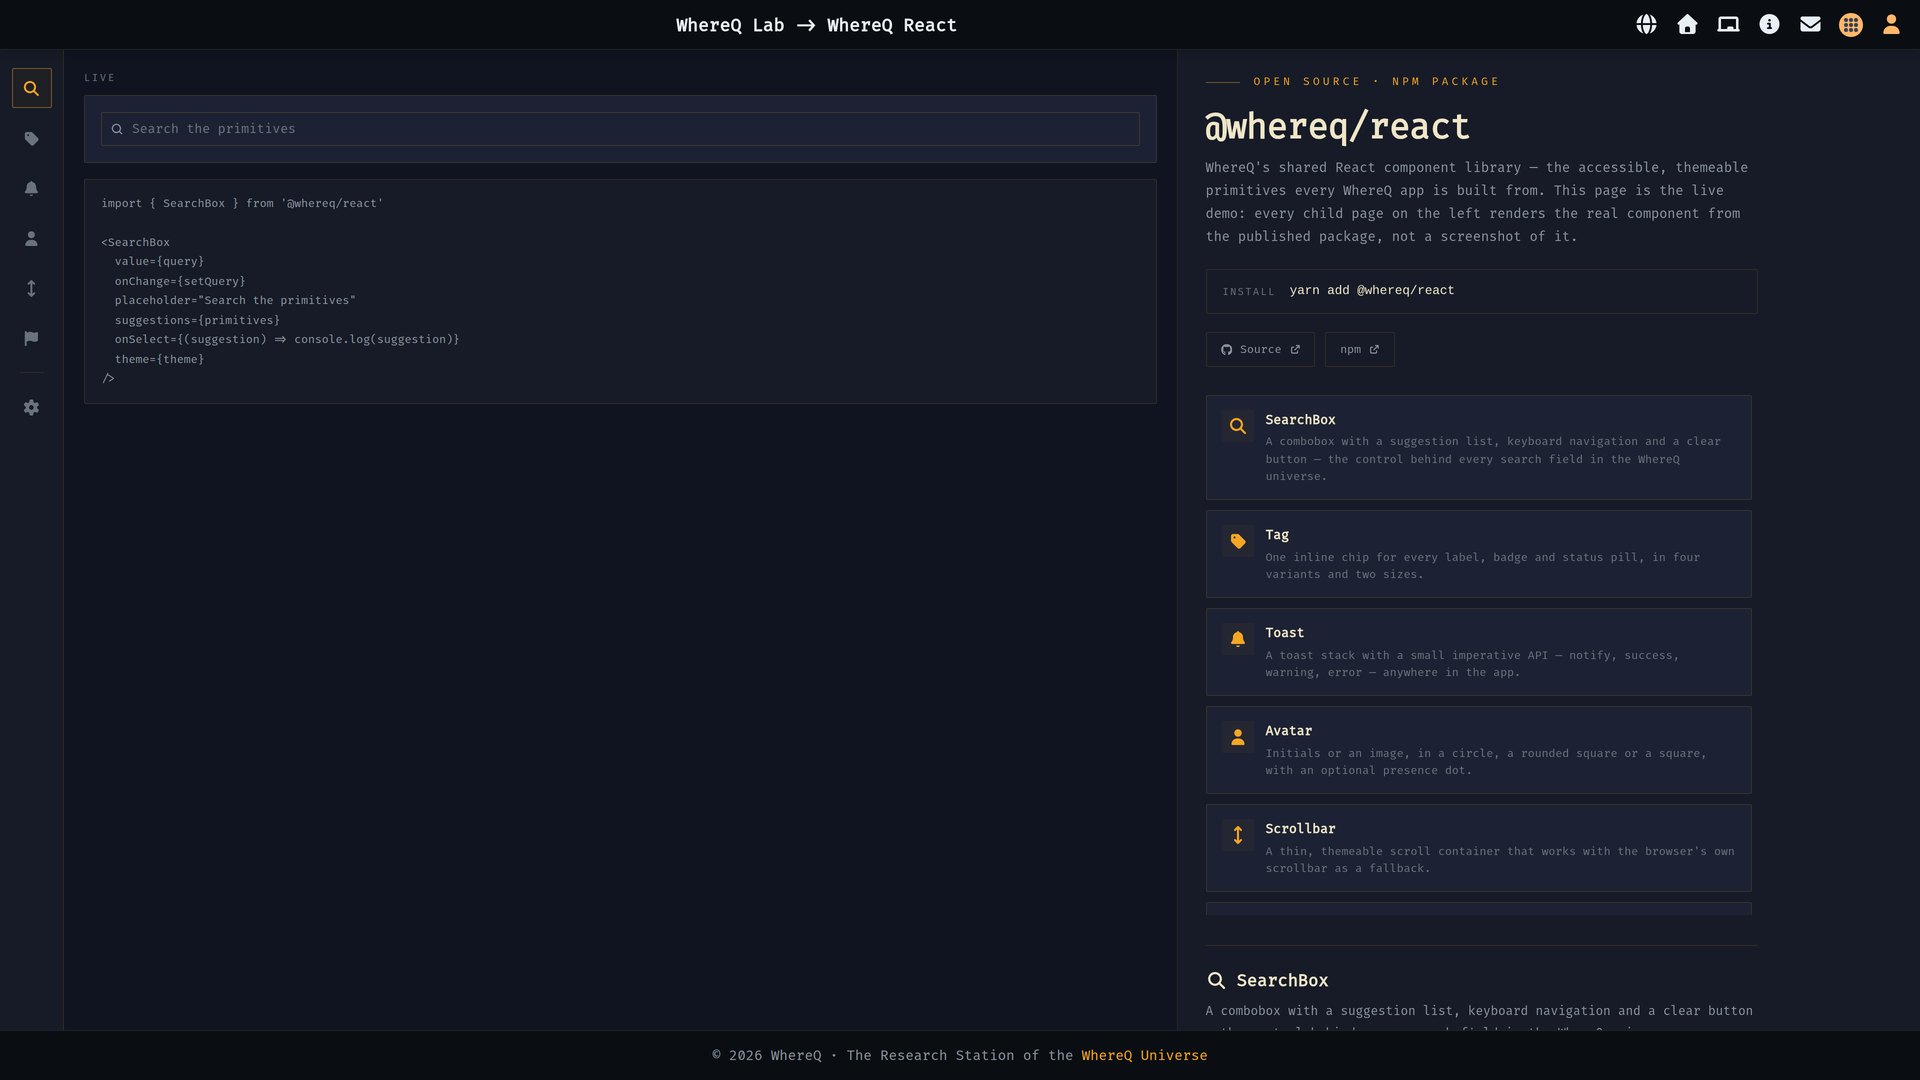 WhereQ Lab → WhereQ React
LIVE
Search the primitives
import { SearchBox } from '@whereq/react'
<SearchBox
value={query}
onChange={setQuery}
placeholder="Search the primitives"
suggestions={primitives}
onSelect={(suggestion) => console.log(suggestion)}
theme={theme}
/>
OPEN SOURCE · NPM PACKAGE
@whereq/react
WhereQ's shared React component library — the accessible, themeable
primitives every WhereQ app is built from. This page is the live
demo: every child page on the left renders the real component from
the published package, not a screenshot of it.
INSTALL yarn add @whereq/react
Source npm
SearchBox
A combobox with a suggestion list, keyboard navigation and a clear
button — the control behind every search field in the WhereQ
universe.
Tag
One inline chip for every label, badge and status pill, in four
variants and two sizes.
Toast
A toast stack with a small imperative API — notify, success,
warning, error — anywhere in the app.
Avatar
Initials or an image, in a circle, a rounded square or a square,
with an optional presence dot.
Scrollbar
A thin, themeable scroll container that works with the browser's own
scrollbar as a fallback.
SearchBox
A combobox with a suggestion list, keyboard navigation and a clear button
© 2026 WhereQ · The Research Station of the WhereQ Universe